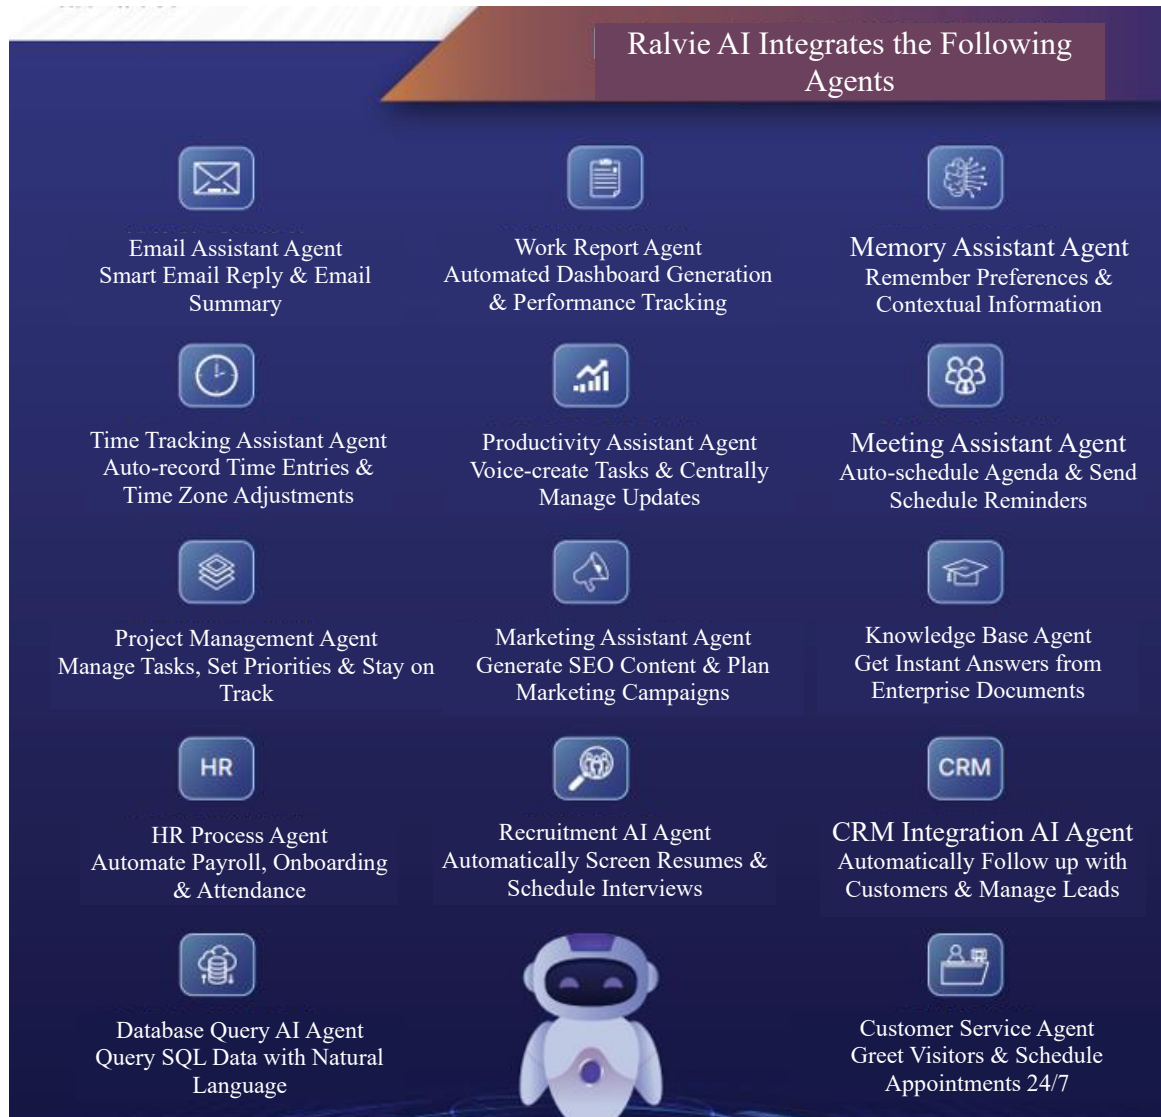 Ralvie AI Integrates the Following
Agents
Email Assistant Agent
Smart Email Reply & Email
Summary
Work Report Agent
Automated Dashboard Generation
& Performance Tracking
Memory Assistant Agent
Remember Preferences &
Contextual Information
Time Tracking Assistant Agent
Auto-record Time Entries &
Time Zone Adjustments
Productivity Assistant Agent
Voice-create Tasks & Centrally
Manage Updates
Meeting Assistant Agent
Auto-schedule Agenda & Send
Schedule Reminders
Project Management Agent
Manage Tasks, Set Priorities & Stay on
Track
Marketing Assistant Agent
Generate SEO Content & Plan
Marketing Campaigns
Knowledge Base Agent
Get Instant Answers from
Enterprise Documents
HR
HR Process Agent
Automate Payroll, Onboarding
& Attendance
Recruitment AI Agent
Automatically Screen Resumes &
Schedule Interviews
CRM
CRM Integration AI Agent
Automatically Follow up with
Customers & Manage Leads
Database Query AI Agent
Query SQL Data with Natural
Language
Customer Service Agent
Greet Visitors & Schedule
Appointments 24/7